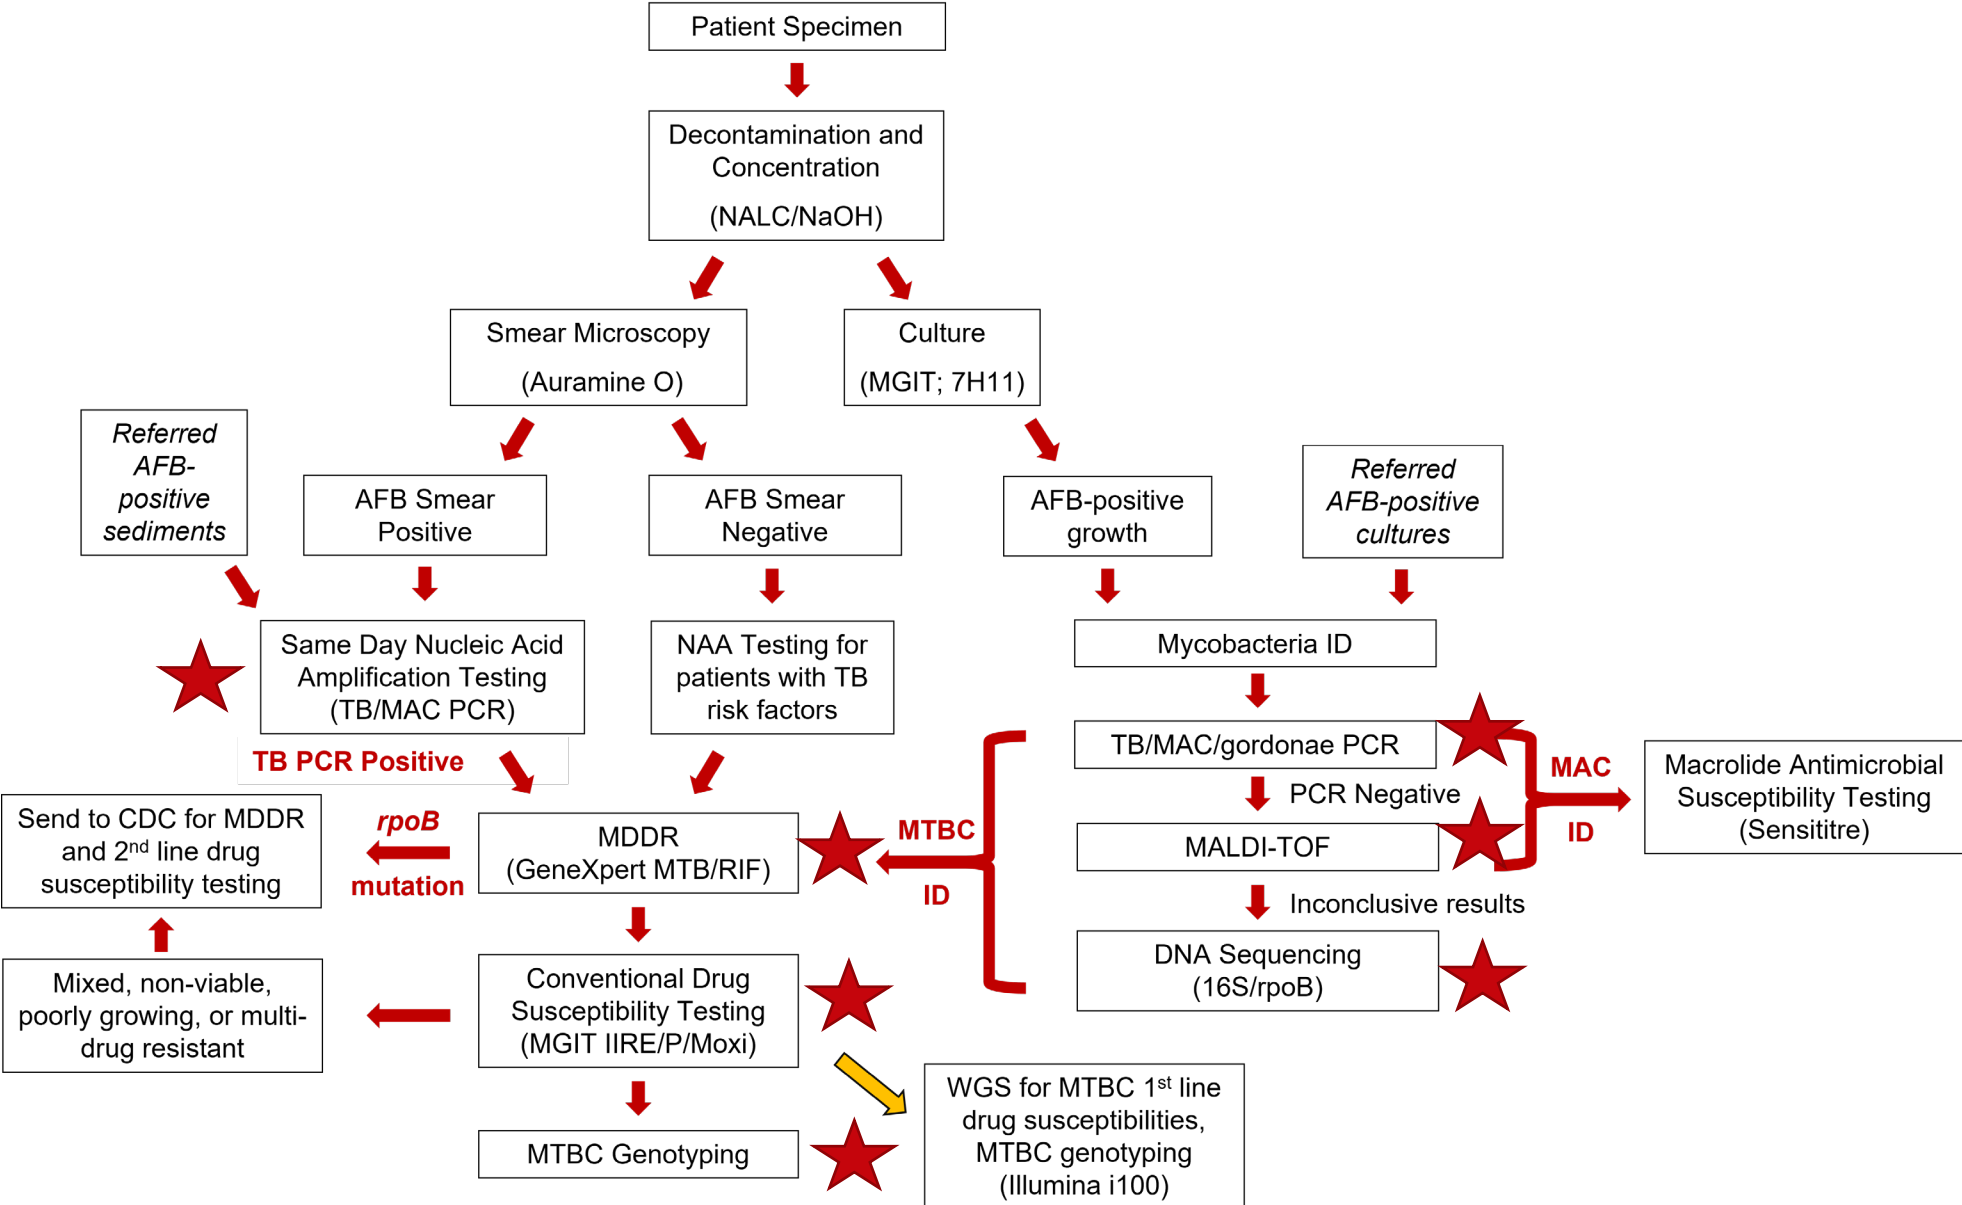 Patient Specimen
Decontamination and
Concentration
(NALC/NaOH)
Smear Microscopy
(Auramine O)
Culture
(MGIT; 7H11)
Referred
AFB-
positive
sediments
AFB Smear
Positive
AFB Smear
Negative
AFB-positive
growth
Referred
AFB-positive
cultures
Same Day Nucleic Acid
Amplification Testing
(TB/MAC PCR)
NAA Testing for
patients with TB
risk factors
Mycobacteria ID
TB PCR Positive
TB/MAC/gordonae PCR
PCR Negative
MALDI-TOF
Inconclusive results
DNA Sequencing
(16S/rpoB)
MAC
ID
Macrolide Antimicrobial
Susceptibility Testing
(Sensititre)
MTBC
ID
MDDR
(GeneXpert MTB/RIF)
rpoB
mutation
Send to CDC for MDDR
and 2nd line drug
susceptibility testing
Mixed, non-viable,
poorly growing, or multi-
drug resistant
Conventional Drug
Susceptibility Testing
(MGIT IIRE/P/Moxi)
MTBC Genotyping
WGS for MTBC 1st line
drug susceptibilities,
MTBC genotyping
(Illumina i100)